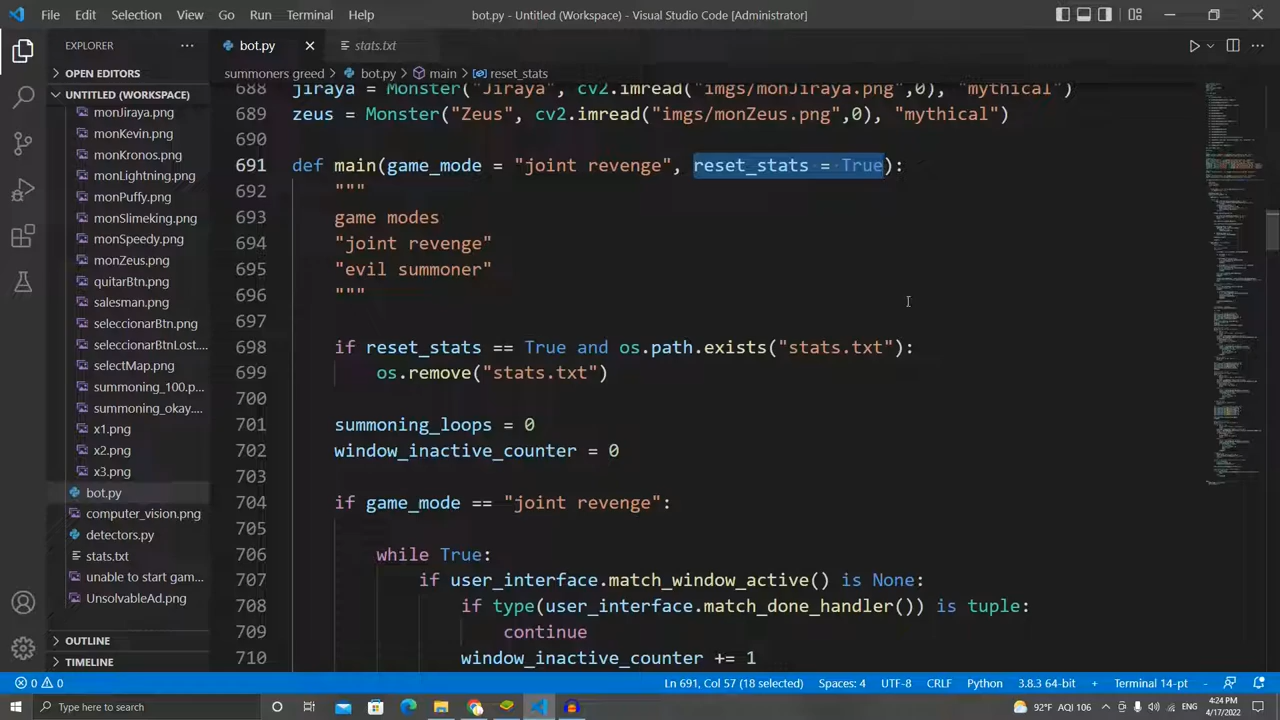 File Edit Selection View Go Run Terminal Help
bot.py - Untitled (Workspace) - Visual Studio Code [Administrator]
EXPLORER
OPEN EDITORS
UNTITLED (WORKSPACE)
monJiraya.png
monKevin.png
monKronos.png
monLightning.png
monPuffy.png
monSlimeking.png
monSpeedy.png
monZeus.png
salesman.png
seleccionarBtn.png
seleccionarBtnLost....
selectMap.png
summoning_100.p...
summoning_okay....
x1.png
x3.png
bot.py
computer_vision.png
detectors.py
stats.txt
unable to start gam...
UnsolvableAd.png
OUTLINE
TIMELINE
bot.py
stats.txt
summoners greed > bot.py > main > reset_stats
688 jiraya = Monster("Jiraya", cv2.imread("imgs/monJiraya.png",0), "mythical")
689 zeus = Monster("Zeus", cv2.imread("imgs/monZeus.png",0), "mythical")
691 def main(game_mode = "joint revenge", reset_stats = True):
692 """
693 game modes
694 "joint revenge"
695 "evil summoner"
696 """
697
698 if reset_stats == True and os.path.exists("stats.txt"):
699 os.remove("stats.txt")
700
701 summoning_loops = 0
702 window_inactive_counter =
703
704 if game_mode == "joint revenge":
705
706 while True:
707 if user_interface.match_window_active() is None:
708 if type(user_interface.match_done_handler()) is tuple:
709 continue
710 window_inactive_counter += 1
0 0
Ln 691, Col 57 (18 selected) Spaces: 4 UTF-8 CRLF Python 3.8.3 64-bit + Terminal 14-pt -
Type here to search
92°F AQI 106 ENG
4:24 PM
4/17/2022